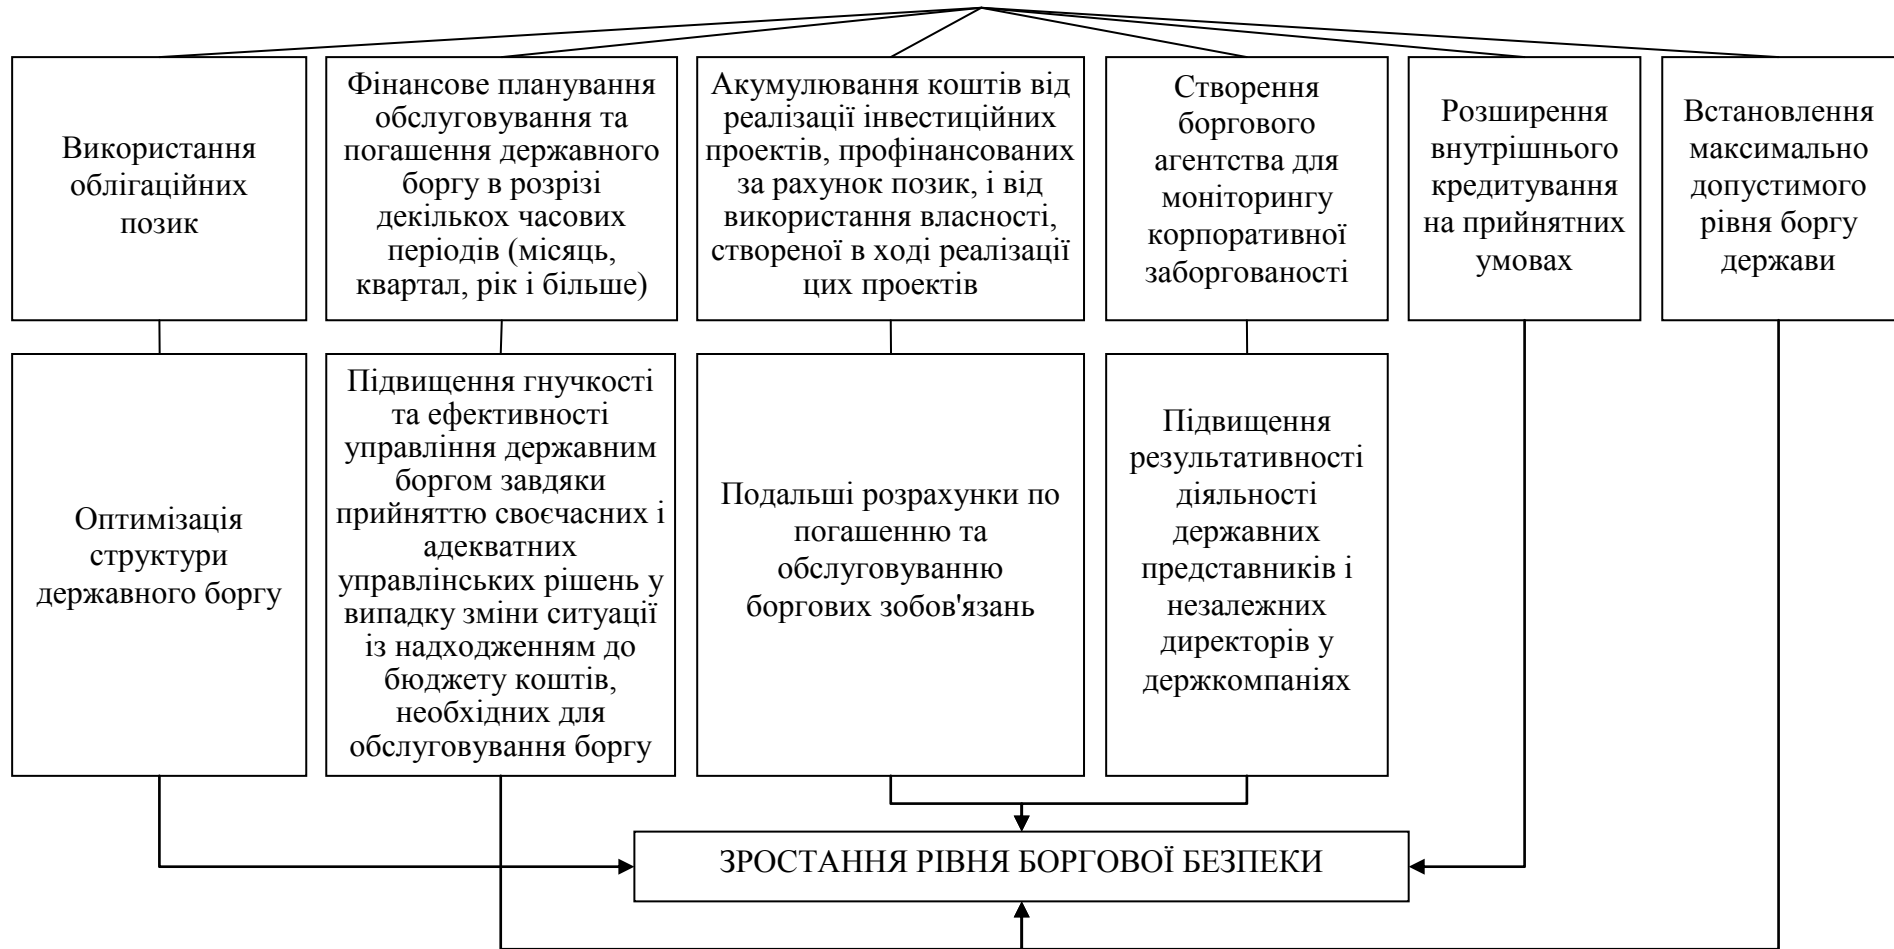 Використання
облігаційних
позик
Фінансове планування
обслуговування та
погашення державного
боргу в розрізі
декількох часових
періодів (місяць,
квартал, рік і більше)
Акумулювання коштів від
реалізації інвестиційних
проектів, профінансованих
за рахунок позик, і від
використання власності,
створеної в ході реалізації
цих проектів
Створення
боргового
агентства для
моніторингу
корпоративної
заборгованості
Розширення
внутрішнього
кредитування
на прийнятних
умовах
Встановлення
максимально
допустимого
рівня боргу
держави
Оптимізація
структури
державного боргу
Підвищення гнучкості
та ефективності
управління державним
боргом завдяки
прийняттю своєчасних і
адекватних
управлінських рішень у
випадку зміни ситуації
із надходженням до
бюджету коштів,
необхідних для
обслуговування боргу
Подальші розрахунки по
погашенню та
обслуговуванню
боргових зобов'язань
Підвищення
результативності
діяльності
державних
представників і
незалежних
директорів у
держкомпаніях
ЗРОСТАННЯ РІВНЯ БОРГОВОЇ БЕЗПЕКИ